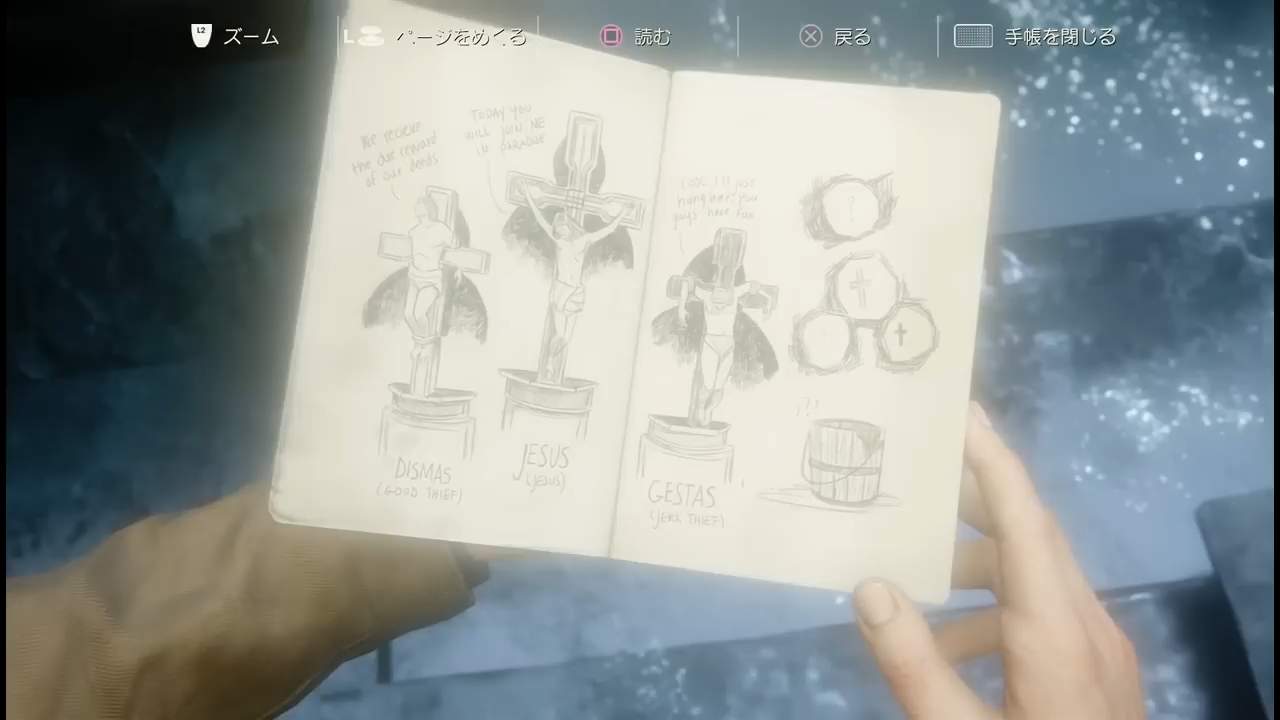 L2 ズーム
L ページをめくる
読む
戻る
手帳を閉じる
WE RECIEVE
the due reward
of our deeds
TODAY YOU
WILL JOIN ME
IN PARADISE
COOL I'll JUST
hang here. you
guys have fun.
?
???
DISMAS
(GOOD THIEF)
JESUS
(JESUS)
GESTAS
(JERK THIEF)